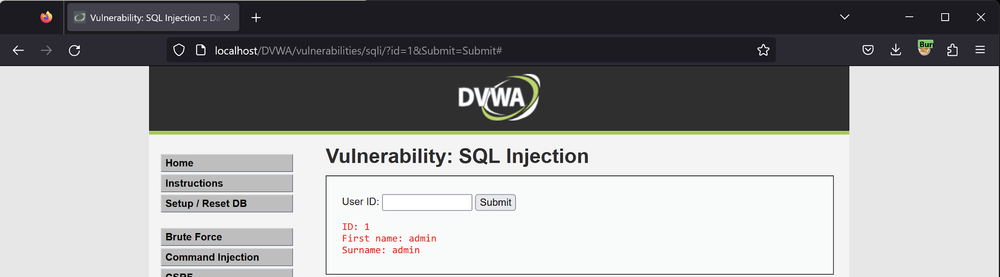 Vulnerability: SQL Injection :: Da
localhost/DVWA/vulnerabilities/sqli/?id=1&Submit=Submit#
Bur
DVWA
Home
Instructions
Setup / Reset DB
Brute Force
Command Injection
CSRF
Vulnerability: SQL Injection
User ID:
Submit
ID: 1
First name: admin
Surname: admin